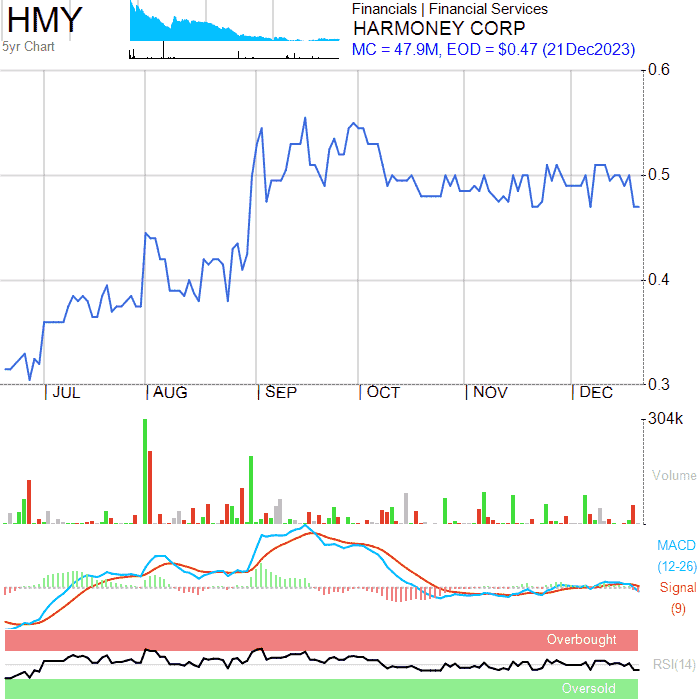 HMY
5yr Chart
Financials | Financial Services
HARMONEY CORP
MC = 47.9M, EOD = $0.47 (21Dec2023)
0.6
0.5
0.4
0.3
| JUL | AUG | SEP | OCT | NOV | DEC
304k
Volume
MACD
(12-26)
Signal
(9)
Overbought
RSI(14)
Oversold